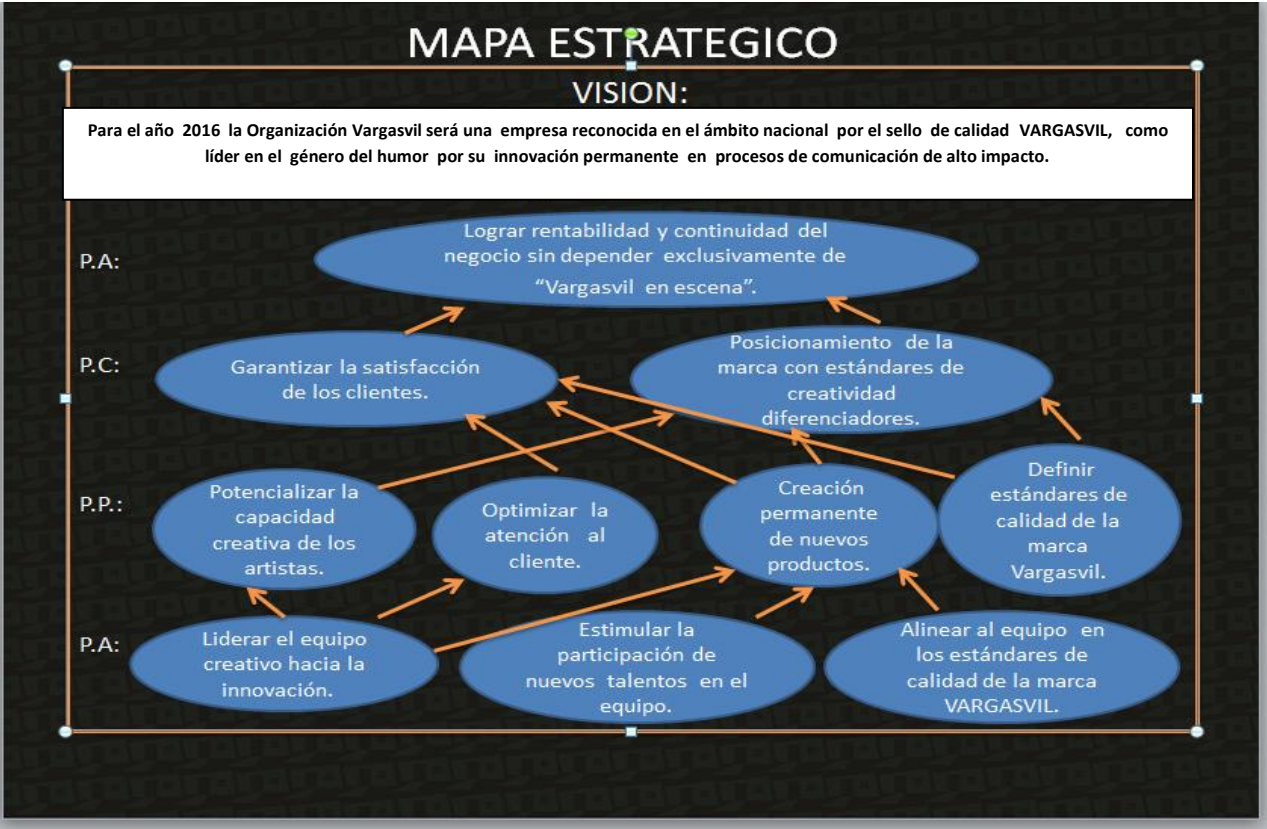 MAPA ESTRATEGICO
VISION:
Para el año 2016 la Organización Vargasvil será una empresa reconocida en el ámbito nacional por el sello de calidad VARGASVIL, como
líder en el género del humor por su innovación permanente en procesos de comunicación de alto impacto.
P.A:
Lograr rentabilidad y continuidad del
negocio sin depender exclusivamente de
“Vargasvil en escena”.
P.C:
Garantizar la satisfacción
de los clientes.
Posicionamiento de la
marca con estándares de
creatividad
diferenciadores.
P.P.:
Potencializar la
capacidad
creativa de los
artistas.
Optimizar la
atención al
cliente.
Creación
permanente
de nuevos
productos.
Definir
estándares de
calidad de la
marca
Vargasvil.
P.A:
Liderar el equipo
creativo hacia la
innovación.
Estimular la
participación de
nuevos talentos en el
equipo.
Alinear al equipo en
los estándares de
calidad de la marca
VARGASVIL.